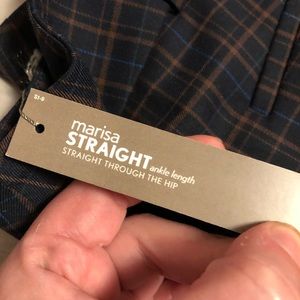 marisa
STRAIGHT ankle length
STRAIGHT THROUGH THE HIP